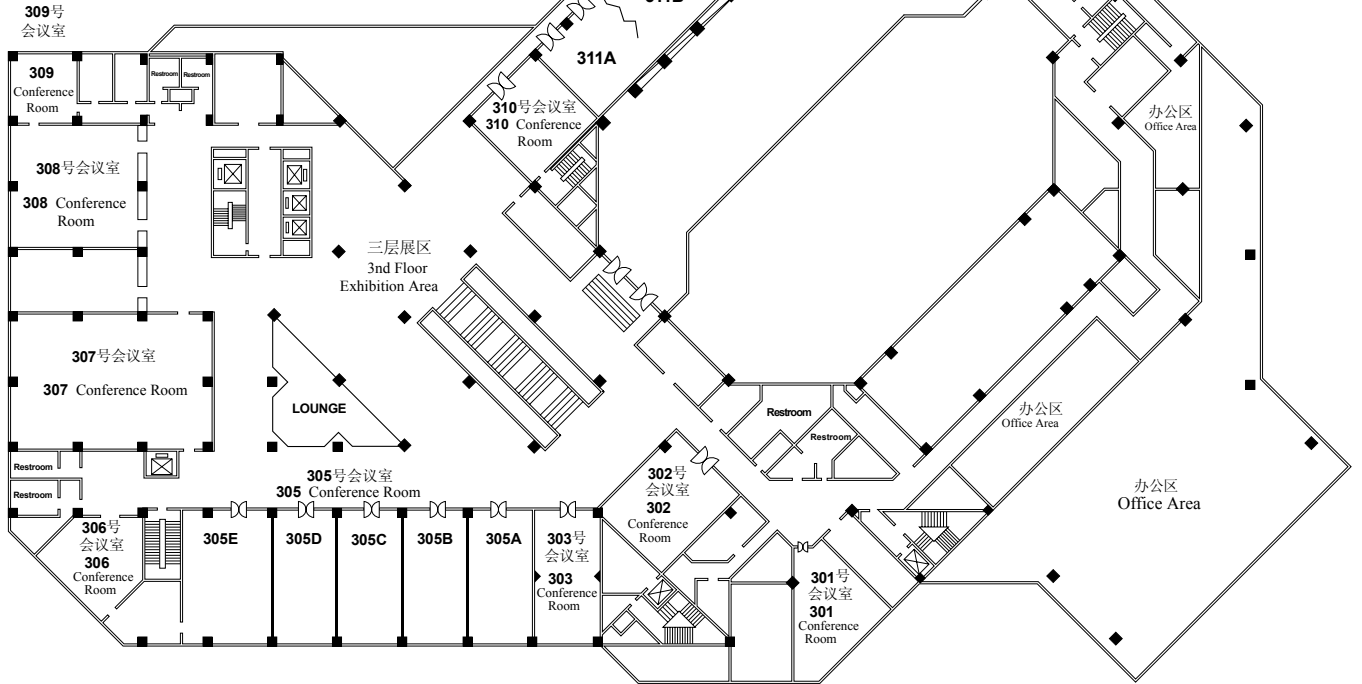 309号
会议室
309
Conference
Room
Restroom
Restroom
311A
310号会议室
310 Conference
Room
办公区
Office Area
308号会议室
308 Conference
Room
三层展区
3nd Floor
Exhibition Area
307号会议室
307 Conference Room
LOUNGE
Restroom
Restroom
办公区
Office Area
Restroom
Restroom
305号会议室
305 Conference Room
302号
会议室
302
Conference
Room
办公区
Office Area
306号
会议室
306
Conference
Room
305E
305D
305C
305B
305A
303号
会议室
303
Conference
Room
301号
会议室
301
Conference
Room